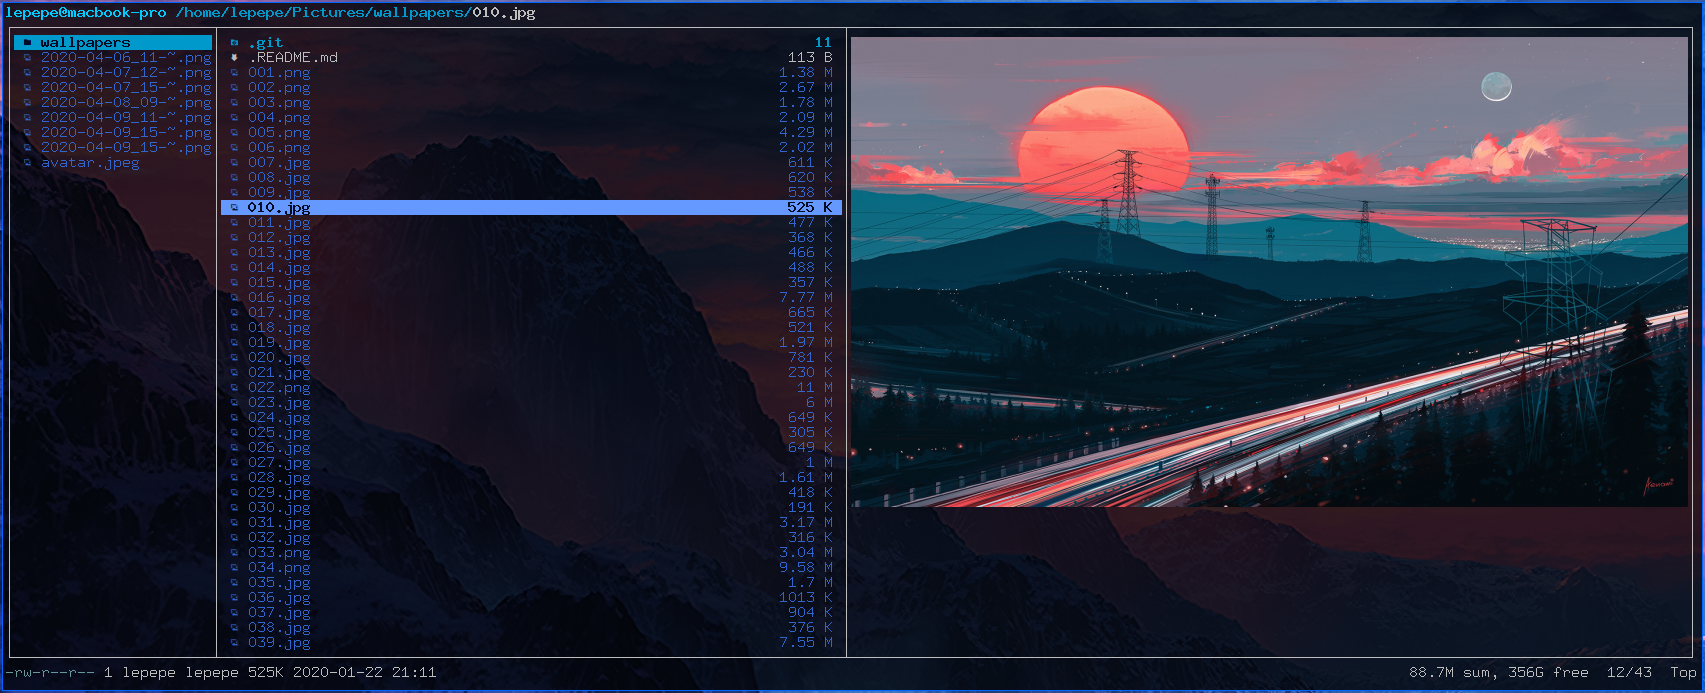 lepepe@macbook-pro /home/lepepe/Pictures/wallpapers/010.jpg
wallpapers
2020-04-06_11-~.png
2020-04-07_12-~.png
2020-04-07_15-~.png
2020-04-08_09-~.png
2020-04-09_11-~.png
2020-04-09_15-~.png
2020-04-09_15-~.png
avatar.jpeg
.git 11
.README.md 113 B
001.png 1.38 M
002.png 2.67 M
003.png 1.78 M
004.png 2.09 M
005.png 4.29 M
006.png 2.02 M
007.jpg 611 K
008.jpg 620 K
009.jpg 538 K
010.jpg 525 K
011.jpg 477 K
012.jpg 368 K
013.jpg 466 K
014.jpg 488 K
015.jpg 357 K
016.jpg 7.77 M
017.jpg 665 K
018.jpg 521 K
019.jpg 1.97 M
020.jpg 781 K
021.jpg 230 K
022.png 11 M
023.jpg 6 M
024.jpg 649 K
025.jpg 305 K
026.jpg 649 K
027.jpg 1 M
028.jpg 1.61 M
029.jpg 418 K
030.jpg 191 K
031.jpg 3.17 M
032.jpg 316 K
033.png 3.04 M
034.png 9.58 M
035.jpg 1.7 M
036.jpg 1013 K
037.jpg 904 K
038.jpg 376 K
039.jpg 7.55 M
-rw-r--r-- 1 lepepe lepepe 525K 2020-01-22 21:11
88.7M sum, 356G free 12/43 Top